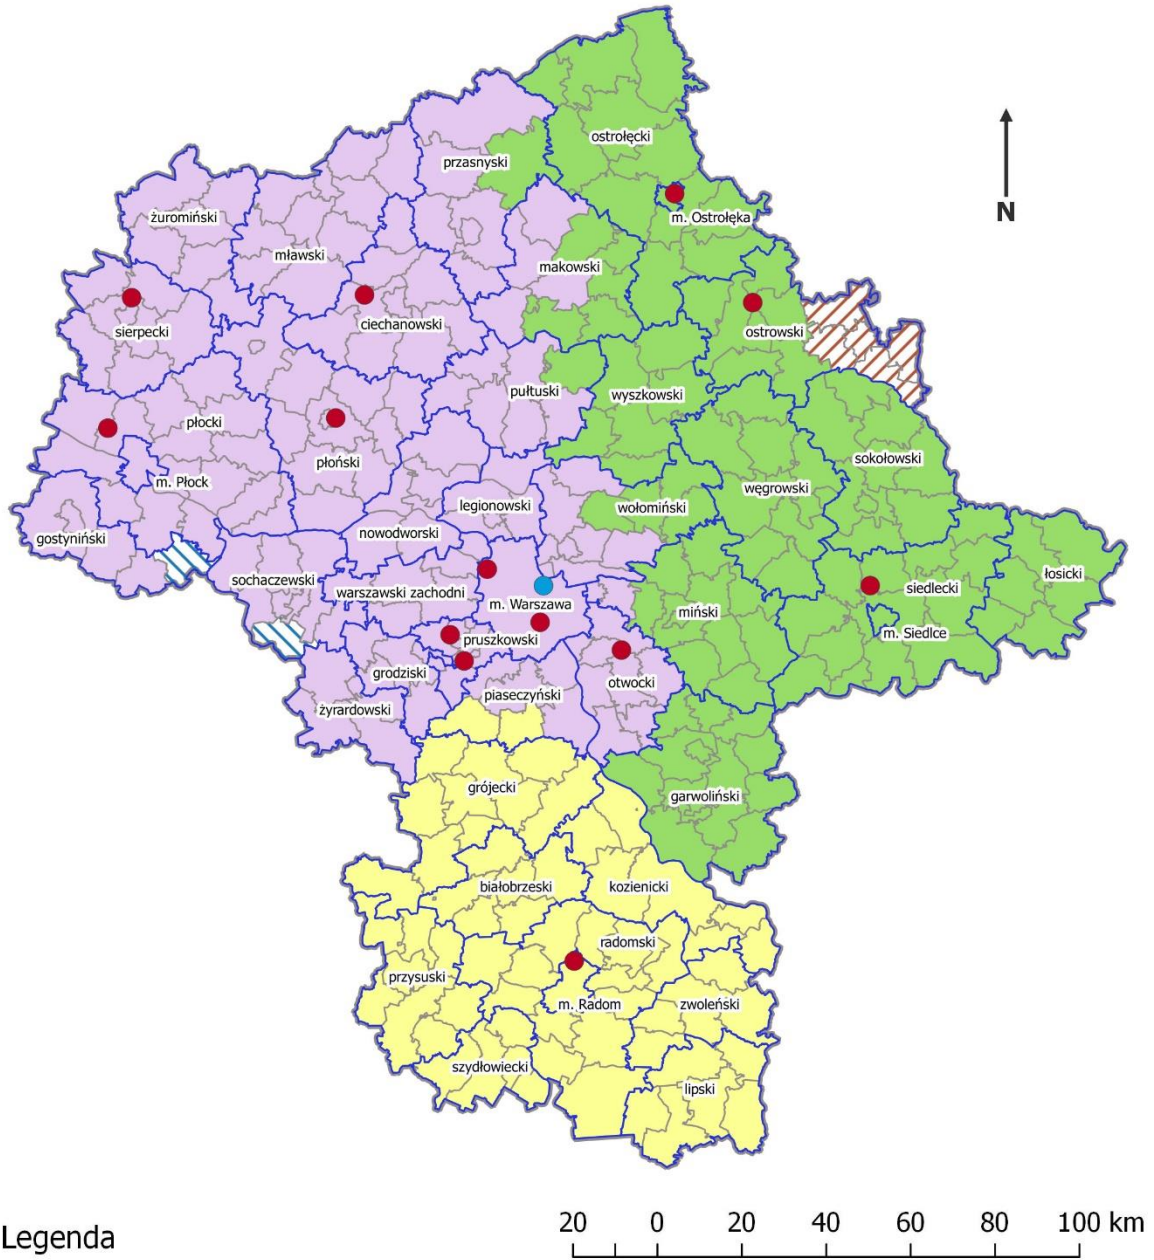 ostrołęcki
przasnyski
N
żuromiński
m. Ostrołęka
mławski
makowski
sierpecki
ciechanowski
ostrowski
pułtuski
wyszkowski
płocki
płoński
sokołowski
m. Płock
węgrowski
legionowski
wołomiński
gostyniński
nowodworski
sochaczewski
łosicki
warszawski zachodni
siedlecki
m. Warszawa
miński
m. Siedlce
pruszkowski
grodziski
otwocki
piaseczyński
żyrardowski
grójecki
garwoliński
białobrzeski
kozienicki
radomski
przysuski
m. Radom
zwoleński
szydłowiecki
lipski
Legenda
20 0 20 40 60 80 100 km